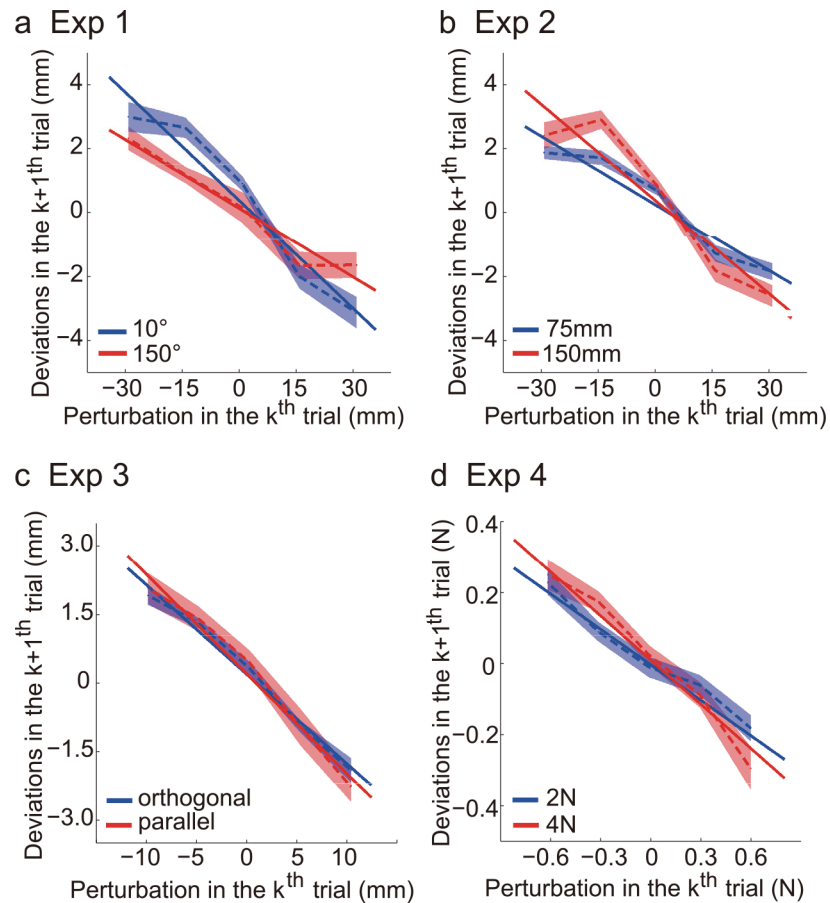 a Exp 1
Deviations in the k+1th trial (mm)
4
2
0
−2
−4
10°
150°
−30 −15 0 15 30
Perturbation in the kth trial (mm)
b Exp 2
Deviations in the k+1th trial (mm)
4
2
0
−2
−4
75mm
150mm
−30 −15 0 15 30
Perturbation in the kth trial (mm)
c Exp 3
Deviations in the k+1th trial (mm)
3.0
1.5
0
−1.5
−3.0
orthogonal
parallel
−10 −5 0 5 10
Perturbation in the kth trial (mm)
d Exp 4
Deviations in the k+1th trial (N)
0.4
0.2
0
−0.2
−0.4
2N
4N
−0.6 −0.3 0 0.3 0.6
Perturbation in the kth trial (N)